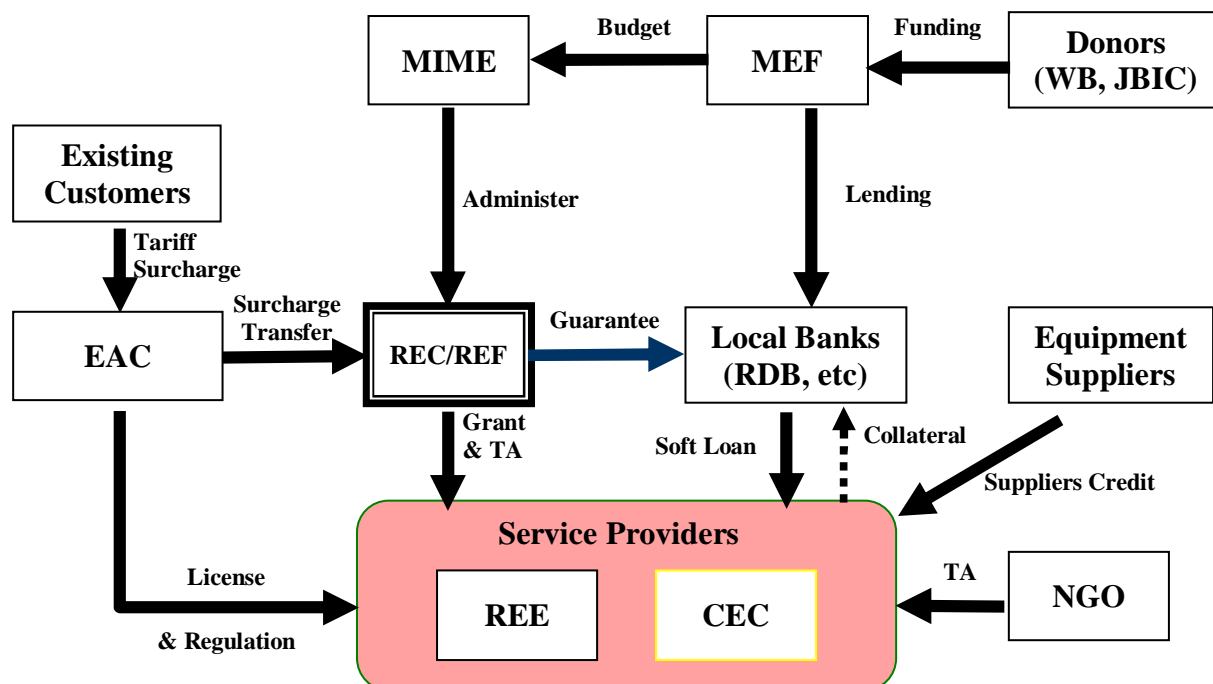 Budget
Funding
MIME
MEF
Donors
(WB, JBIC)
Existing
Customers
Administer
Lending
Tariff
Surcharge
Surcharge
Transfer
Guarantee
EAC
REC/REF
Local Banks
(RDB, etc)
Equipment
Suppliers
Grant
& TA
Soft Loan
Collateral
Suppliers Credit
Service Providers
License
& Regulation
REE
CEC
TA
NGO